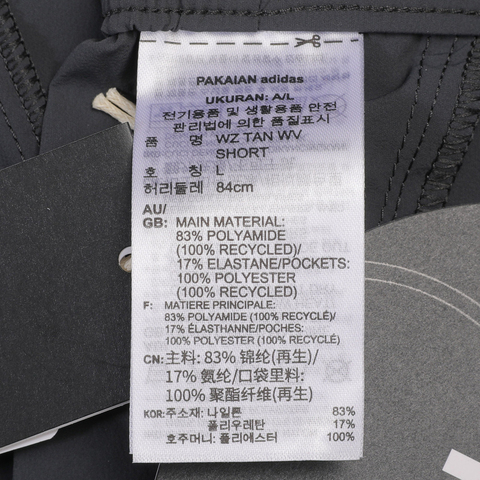 PAKAIAN adidas
UKURAN: A/L
전기용품 및 생활용품 안전
관리법에 의한 품질표시
품 명 WZ TAN WV
SHORT
호 칭 L
허리둘레 84cm
AU/
GB: MAIN MATERIAL:
83% POLYAMIDE
(100% RECYCLED)/
17% ELASTANE/POCKETS:
100% POLYESTER
(100% RECYCLED)
F: MATIERE PRINCIPALE:
83% POLYAMIDE (100% RECYCLÉ)/
17% ÉLASTHANNE/POCHES:
100% POLYESTER (100% RECYCLÉ)
CN: 主料: 83% 锦纶(再生)/
17% 氨纶/口袋里料:
100% 聚酯纤维(再生)
KOR: 주소재: 나일론 83%
폴리우레탄 17%
호주머니: 폴리에스터 100%